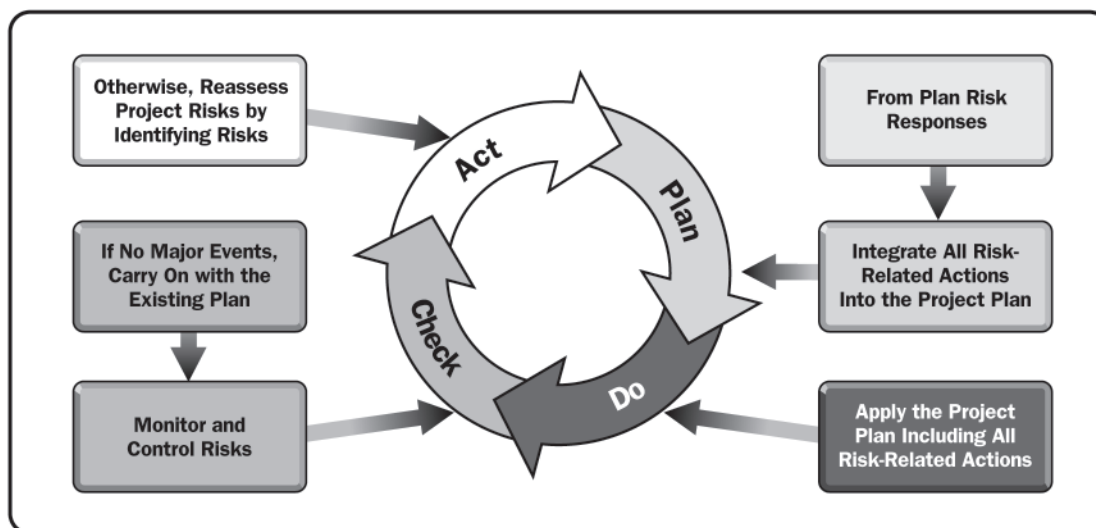 Otherwise, Reassess
Project Risks by
Identifying Risks
If No Major Events,
Carry On with the
Existing Plan
Monitor and
Control Risks
Act
Plan
Do
Check
From Plan Risk
Responses
Integrate All Risk-
Related Actions
Into the Project Plan
Apply the Project
Plan Including All
Risk-Related Actions